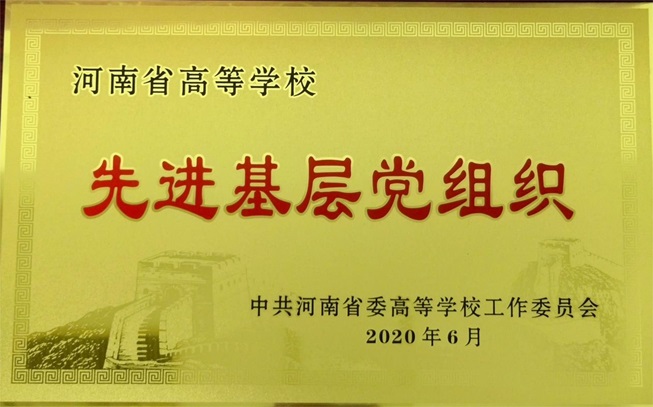 河南省高等学校
先进基层党组织
中共河南省委高等学校工作委员会
2020年6月